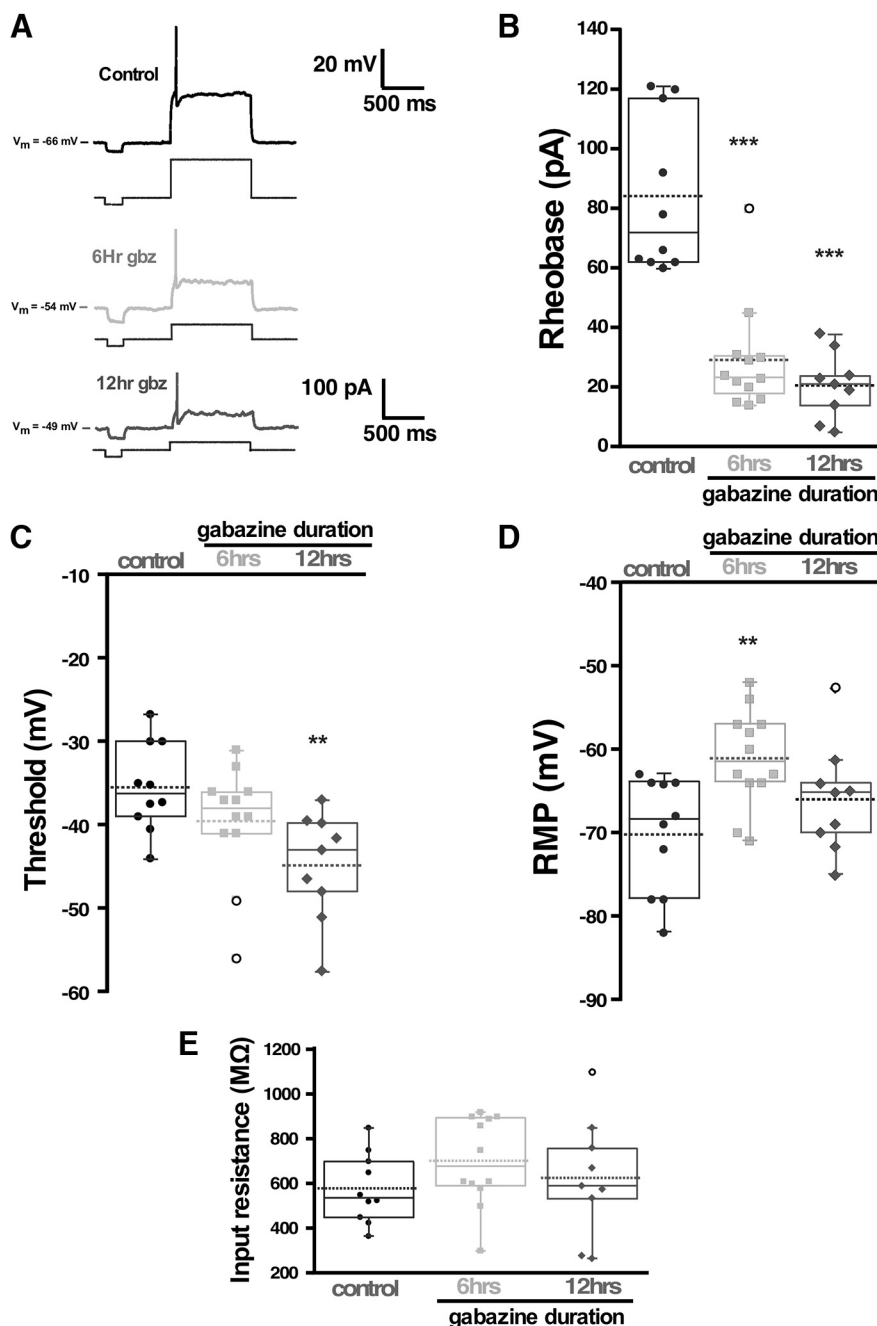 A
Control
20 mV
500 ms
Vm = -66 mV
6Hr gbz
Vm = -54 mV
12hr gbz
100 pA
500 ms
Vm = -49 mV
B
Rheobase (pA)
140
120
100
80
60
40
20
0
***
***
control
6hrs
12hrs
gabazine duration
C
gabazine duration
control
6hrs
12hrs
Threshold (mV)
-10
-20
-30
-40
-50
-60
**
D
gabazine duration
control
6hrs
12hrs
RMP (mV)
-40
-50
-60
-70
-80
-90
**
E
Input resistance (MΩ)
1200
1000
800
600
400
200
control
6hrs
12hrs
gabazine duration